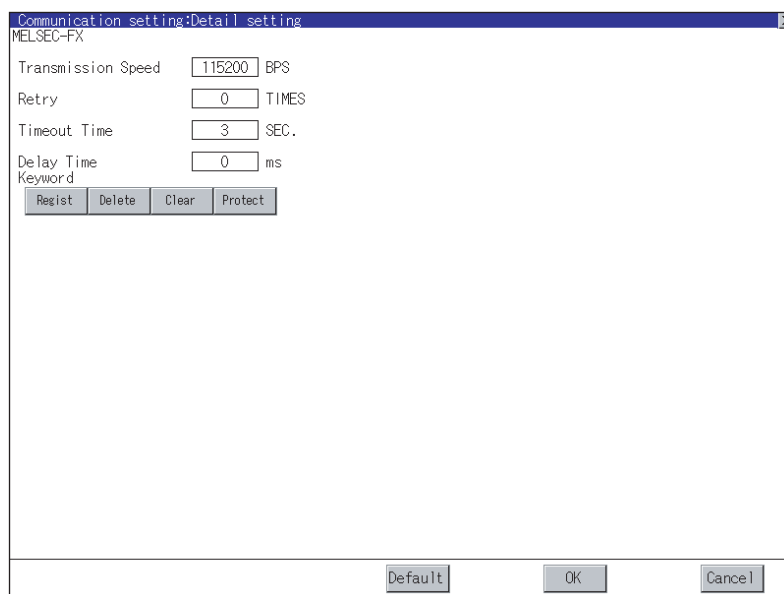 Communication setting:Detail setting
MELSEC-FX
Transmission Speed 115200 BPS
Retry 0 TIMES
Timeout Time 3 SEC.
Delay Time 0 ms
Keyword
Regist Delete Clear Protect
Default OK Cancel